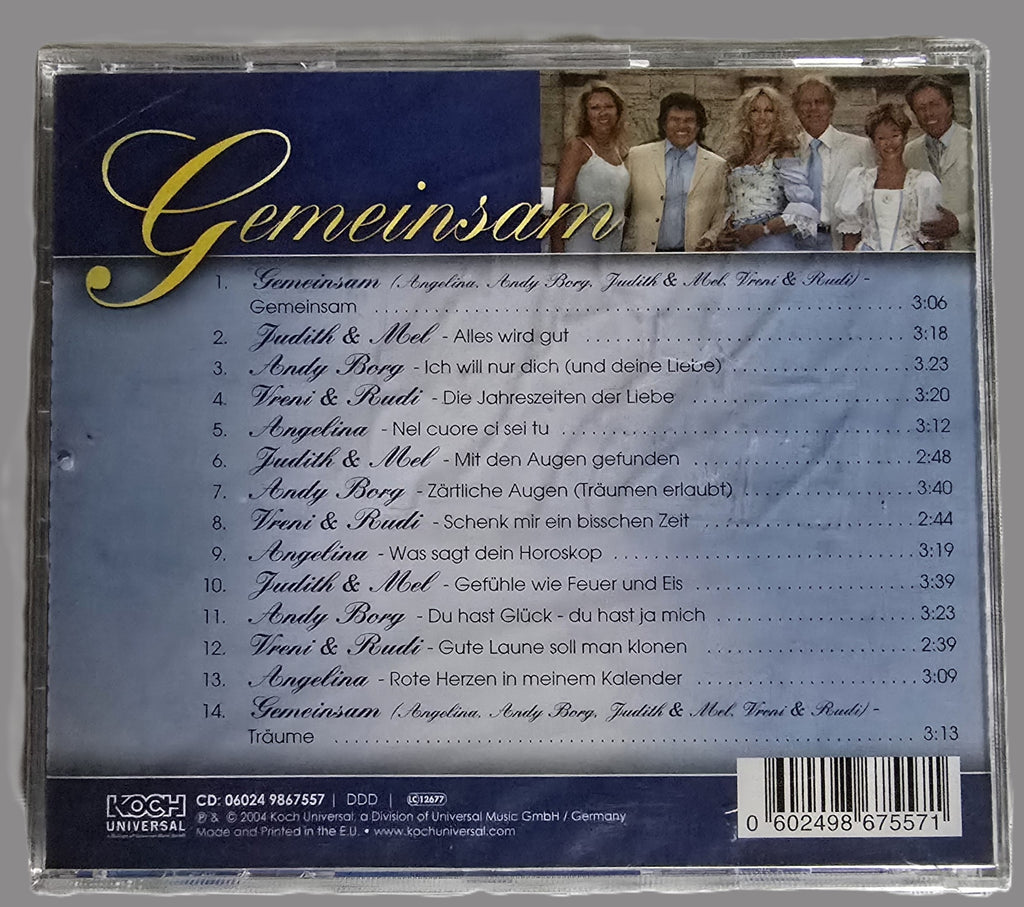 Gemeinsam
1. Gemeinsam (Angelina, Andy Borg, Judith & Mel, Vreni & Rudi) -
Gemeinsam ........ 3:06
2. Judith & Mel - Alles wird gut ........ 3:18
3. Andy Borg - Ich will nur dich (und deine Liebe) ........ 3:23
4. Vreni & Rudi - Die Jahreszeiten der Liebe ........ 3:20
5. Angelina - Nel cuore ci sei tu ........ 3:12
6. Judith & Mel - Mit den Augen gefunden ........ 2:48
7. Andy Borg - Zärtliche Augen (Träumen erlaubt) ........ 3:40
8. Vreni & Rudi - Schenk mir ein bisschen Zeit ........ 2:44
9. Angelina - Was sagt dein Horoskop ........ 3:19
10. Judith & Mel - Gefühle wie Feuer und Eis ........ 3:39
11. Andy Borg - Du hast Glück - du hast ja mich ........ 3:23
12. Vreni & Rudi - Gute Laune soll man klonen ........ 2:39
13. Angelina - Rote Herzen in meinem Kalender ........ 3:09
14. Gemeinsam (Angelina, Andy Borg, Judith & Mel, Vreni & Rudi) -
Träume ........ 3:13
KOCH
UNIVERSAL
CD: 06024 9867557 | DDD | LC 12677
℗ & © 2004 Koch Universal, a Division of Universal Music GmbH / Germany
Made and Printed in the E.U. • www.kochuniversal.com
0 602498 675571